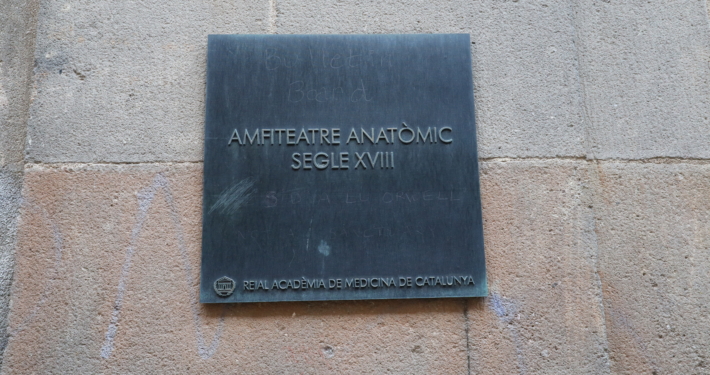 AMFITEATRE ANATÒMIC
SEGLE XVIII
REIAL ACADÈMIA DE MEDICINA DE CATALUNYA